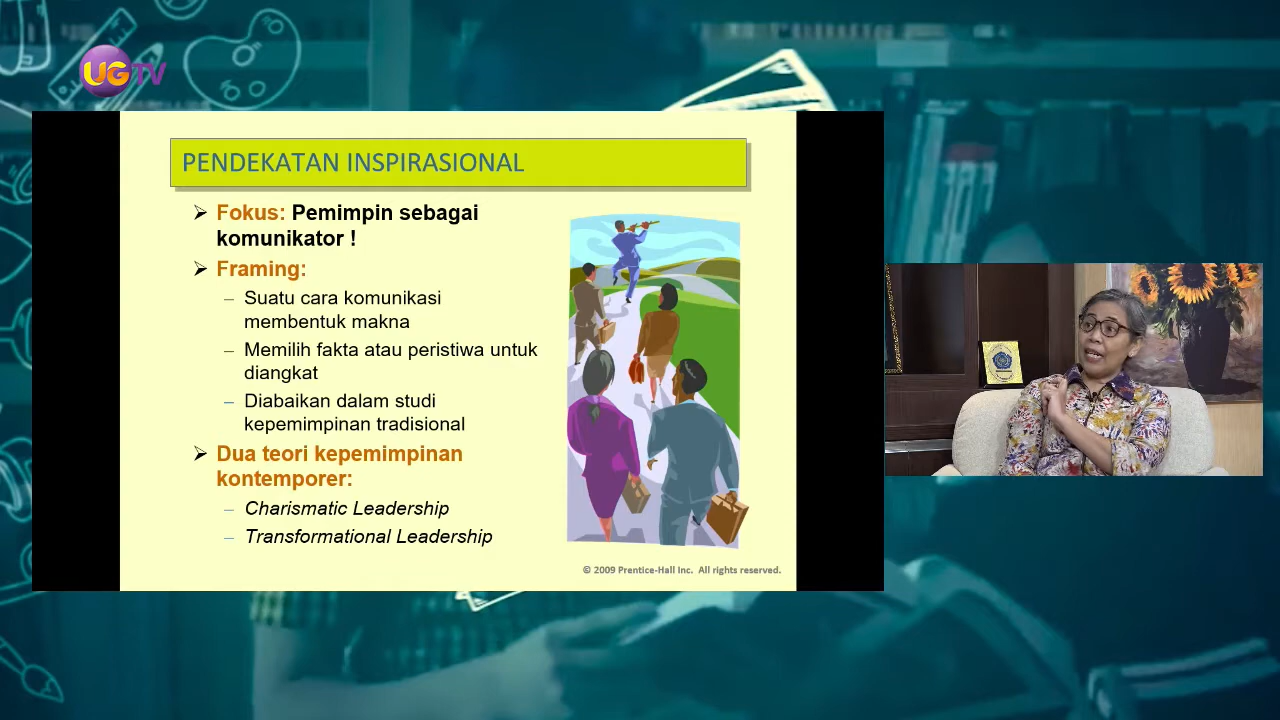 UGTV
PENDEKATAN INSPIRASIONAL
Fokus: Pemimpin sebagai
komunikator !
Framing:
Suatu cara komunikasi
membentuk makna
Memilih fakta atau peristiwa untuk
diangkat
Diabaikan dalam studi
kepemimpinan tradisional
Dua teori kepemimpinan
kontemporer:
Charismatic Leadership
Transformational Leadership
© 2009 Prentice-Hall Inc. All rights reserved.